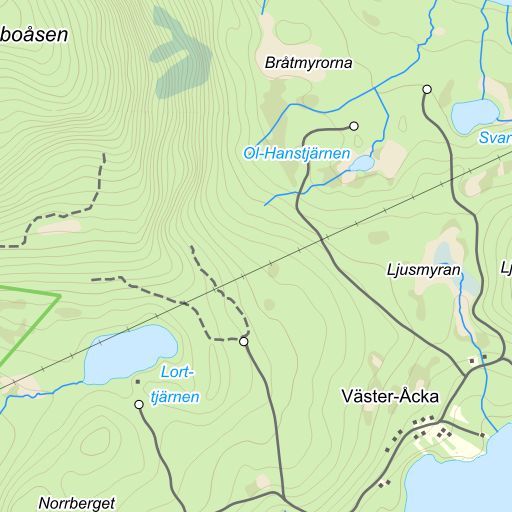 boåsen
Bråtmyrorna
Svar
Ol-Hanstjärnen
Ljusmyran
Lj
Lort-
tjärnen
Väster-Åcka
Norrberget